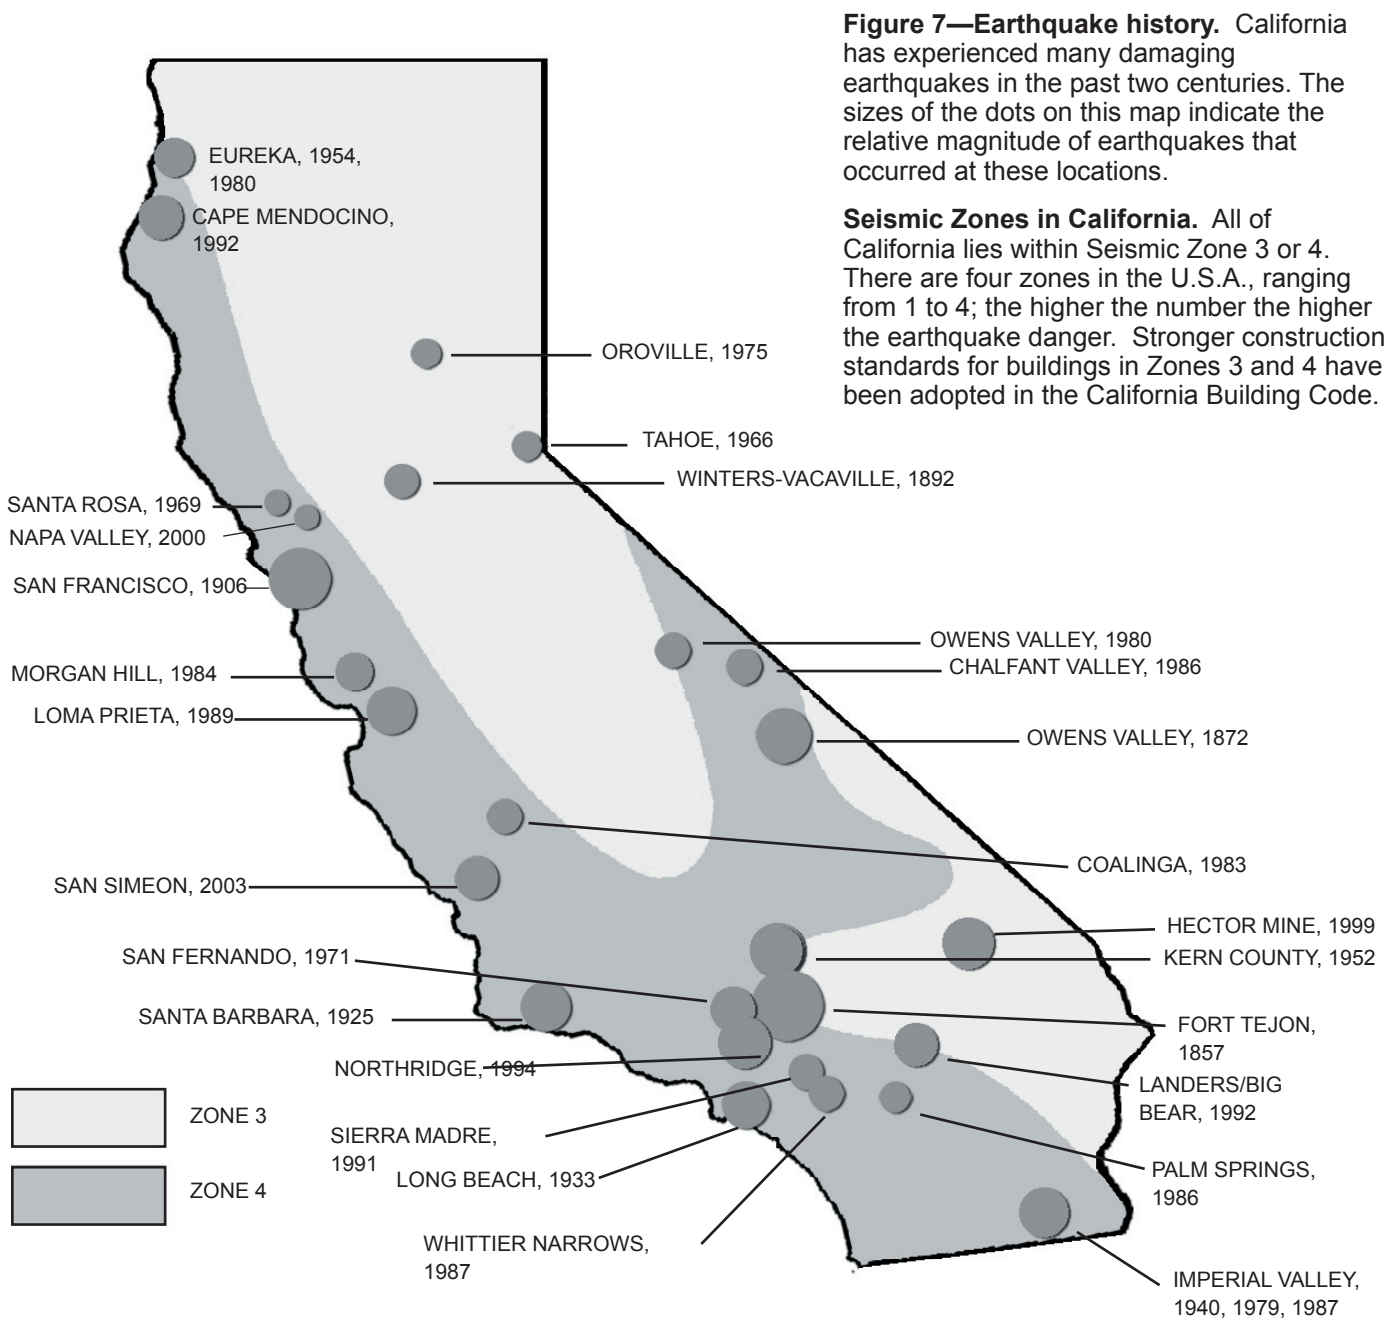 Figure 7—Earthquake history. California
has experienced many damaging
earthquakes in the past two centuries. The
sizes of the dots on this map indicate the
relative magnitude of earthquakes that
occurred at these locations.
Seismic Zones in California. All of
California lies within Seismic Zone 3 or 4.
There are four zones in the U.S.A., ranging
from 1 to 4; the higher the number the higher
the earthquake danger. Stronger construction
standards for buildings in Zones 3 and 4 have
been adopted in the California Building Code.
EUREKA, 1954,
1980
CAPE MENDOCINO,
1992
OROVILLE, 1975
TAHOE, 1966
WINTERS-VACAVILLE, 1892
SANTA ROSA, 1969
NAPA VALLEY, 2000
SAN FRANCISCO, 1906
OWENS VALLEY, 1980
CHALFANT VALLEY, 1986
MORGAN HILL, 1984
LOMA PRIETA, 1989
OWENS VALLEY, 1872
COALINGA, 1983
SAN SIMEON, 2003
HECTOR MINE, 1999
KERN COUNTY, 1952
SAN FERNANDO, 1971
SANTA BARBARA, 1925
FORT TEJON,
1857
NORTHRIDGE, 1994
LANDERS/BIG
BEAR, 1992
ZONE 3
SIERRA MADRE,
1991
LONG BEACH, 1933
PALM SPRINGS,
1986
ZONE 4
WHITTIER NARROWS,
1987
IMPERIAL VALLEY,
1940, 1979, 1987